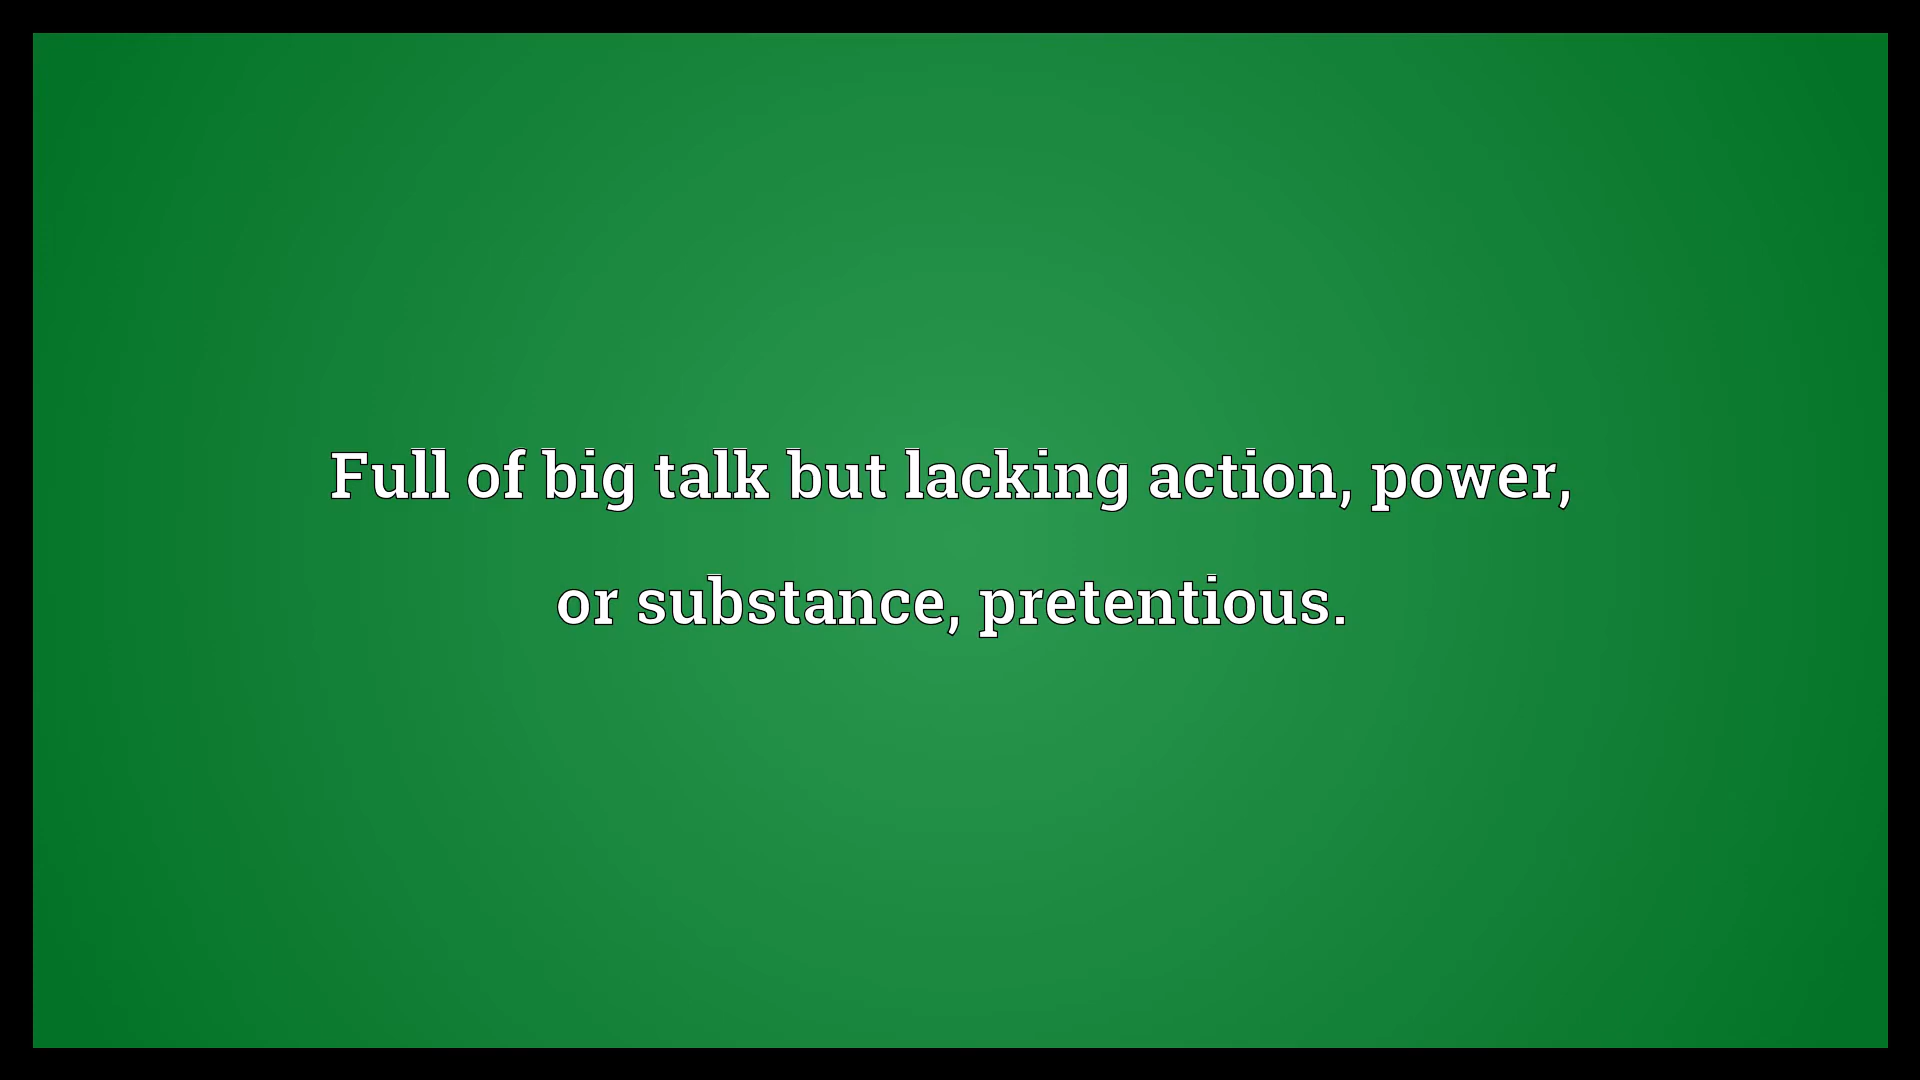 Full of big talk but lacking action, power,
or substance, pretentious.